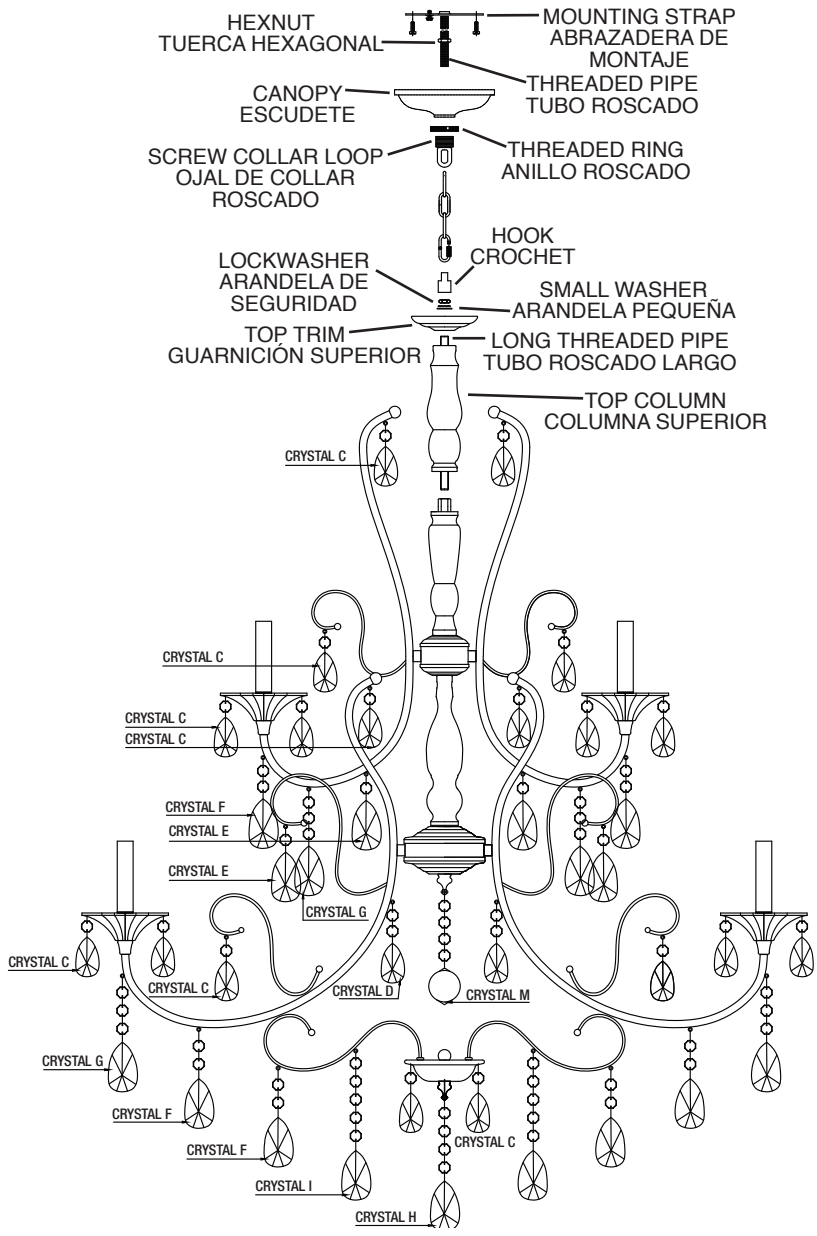 HEXNUT
TUERCA HEXAGONAL
MOUNTING STRAP
ABRAZADERA DE
MONTAJE
THREADED PIPE
TUBO ROSCADO
CANOPY
ESCUDETE
SCREW COLLAR LOOP
OJAL DE COLLAR
ROSCADO
THREADED RING
ANILLO ROSCADO
HOOK
CROCHET
LOCKWASHER
ARANDELA DE
SEGURIDAD
SMALL WASHER
ARANDELA PEQUEÑA
TOP TRIM
GUARNICIÓN SUPERIOR
LONG THREADED PIPE
TUBO ROSCADO LARGO
TOP COLUMN
COLUMNA SUPERIOR
CRYSTAL C
CRYSTAL C
CRYSTAL C
CRYSTAL C
CRYSTAL F
CRYSTAL E
CRYSTAL E
CRYSTAL G
CRYSTAL C
CRYSTAL C
CRYSTAL D
CRYSTAL M
CRYSTAL G
CRYSTAL F
CRYSTAL C
CRYSTAL F
CRYSTAL I
CRYSTAL H